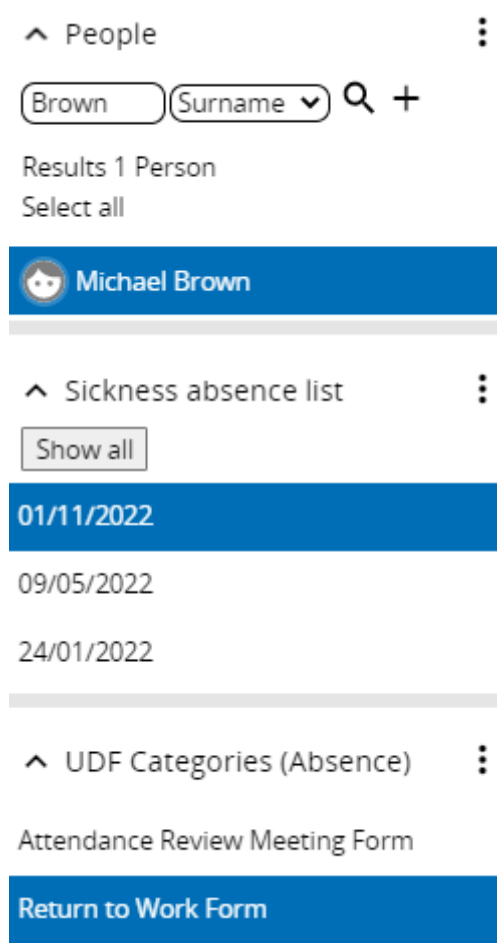 People
Brown Surname
Results 1 Person
Select all
Michael Brown
Sickness absence list
Show all
01/11/2022
09/05/2022
24/01/2022
UDF Categories (Absence)
Attendance Review Meeting Form
Return to Work Form